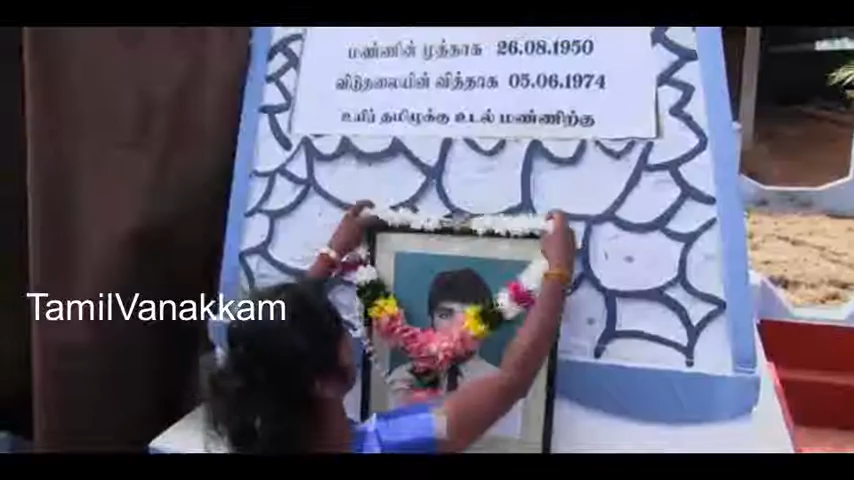 மண்ணின் முத்தாக 26.08.1950
விடுதலையின் வித்தாக 05.06.1974
உயிர் தமிழுக்கு உடல் மண்ணிற்கு
TamilVanakkam